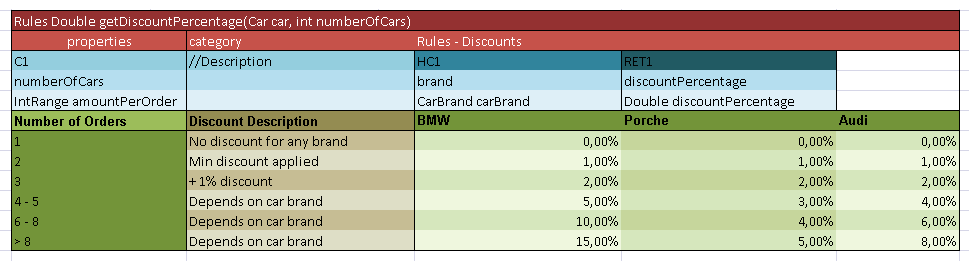 Rules Double getDiscountPercentage(Car car, int numberOfCars)
properties category Rules - Discounts
C1 //Description HC1 RET1
numberOfCars brand discountPercentage
IntRange amountPerOrder CarBrand carBrand Double discountPercentage
Number of Orders Discount Description BMW Porche Audi
1 No discount for any brand 0,00% 0,00% 0,00%
2 Min discount applied 1,00% 1,00% 1,00%
3 + 1% discount 2,00% 2,00% 2,00%
4 - 5 Depends on car brand 5,00% 3,00% 4,00%
6 - 8 Depends on car brand 10,00% 4,00% 6,00%
> 8 Depends on car brand 15,00% 5,00% 8,00%